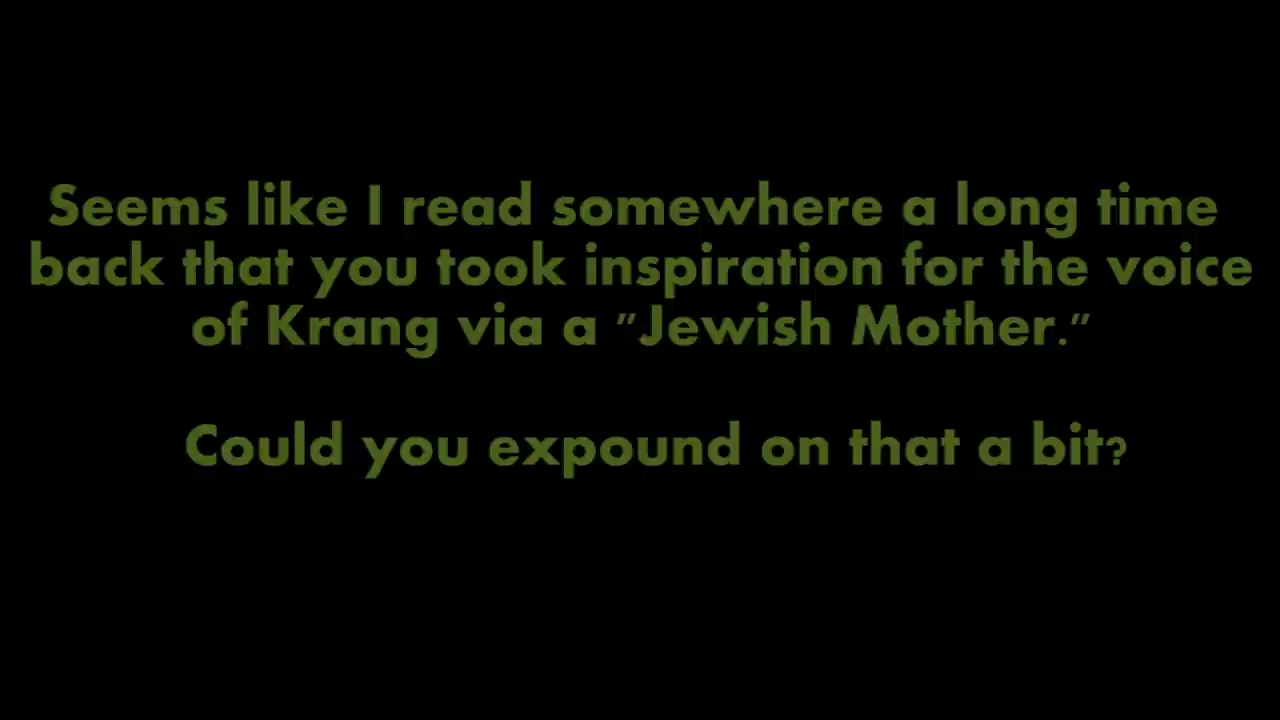 Seems like I read somewhere a long time
back that you took inspiration for the voice
of Krang via a "Jewish Mother."
Could you expound on that a bit?